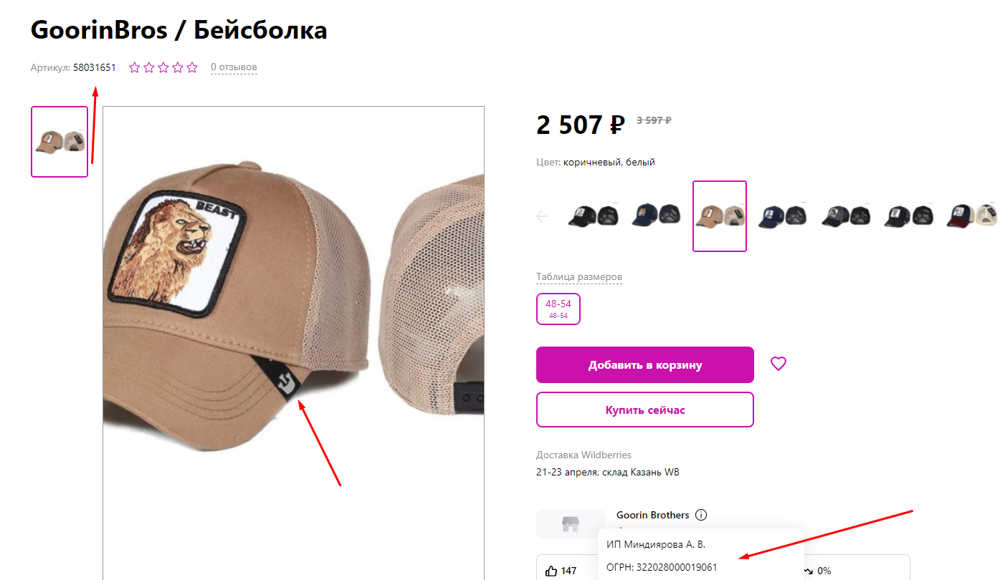 GoorinBros / Бейсболка
Артикул: 58031651 0 отзывов
BEAST
2 507 ₽ 3 597 ₽
Цвет: коричневый, белый
Таблица размеров
48-54
48-54
Добавить в корзину
Купить сейчас
Доставка Wildberries
21-23 апреля, склад Казань WB
Goorin Brothers
ИП Миндиярова А. В.
ОГРН: 322028000019061
147 0%